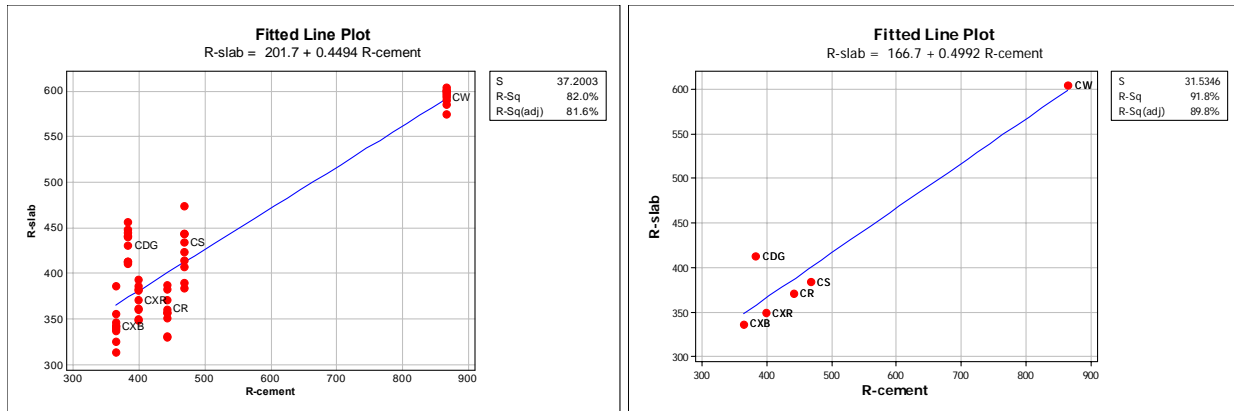 Fitted Line Plot
R-slab = 201.7 + 0.4494 R-cement
S 37.2003
R-Sq 82.0%
R-Sq(adj) 81.6%
600
550
500
450
400
350
300
R-slab
CW
CDG
CS
CXR
CR
CXB
300 400 500 600 700 800 900
R-cement
Fitted Line Plot
R-slab = 166.7 + 0.4992 R-cement
S 31.5346
R-Sq 91.8%
R-Sq(adj) 89.8%
600
550
500
450
400
350
300
R-slab
CW
CDG
CS
CR
CXR
CXB
300 400 500 600 700 800 900
R-cement